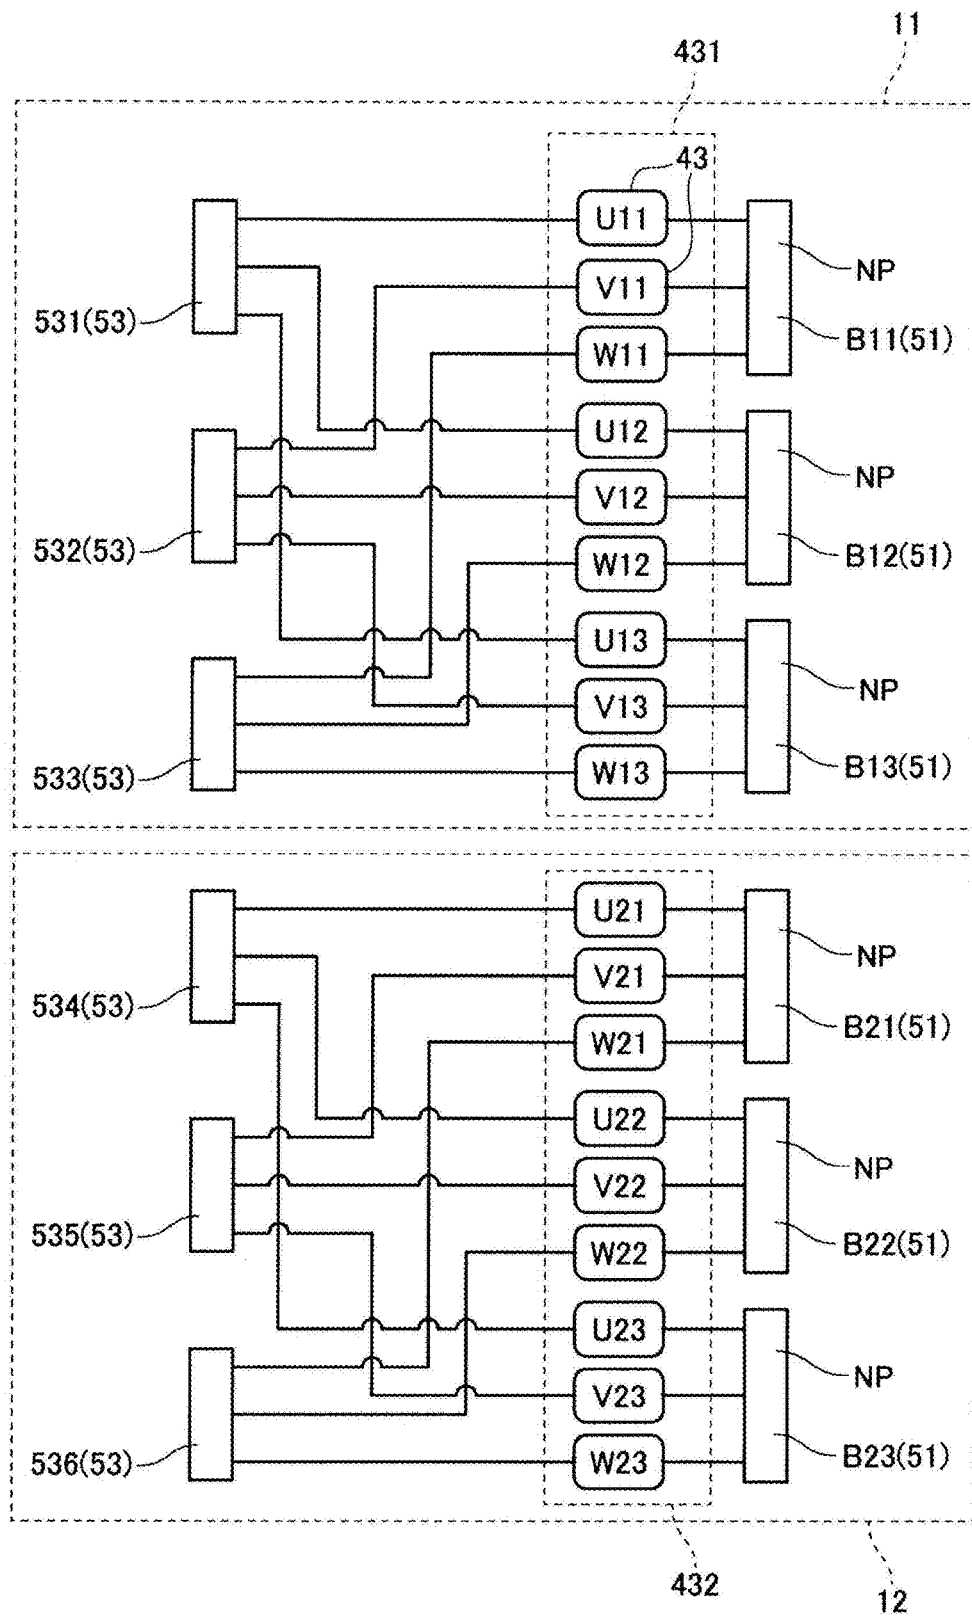 11
431
43
U11
NP
V11
531(53)
B11(51)
W11
U12
NP
V12
532(53)
B12(51)
W12
U13
NP
V13
533(53)
W13
B13(51)
U21
NP
V21
534(53)
B21(51)
W21
U22
NP
V22
535(53)
B22(51)
W22
U23
NP
V23
536(53)
W23
B23(51)
432
12